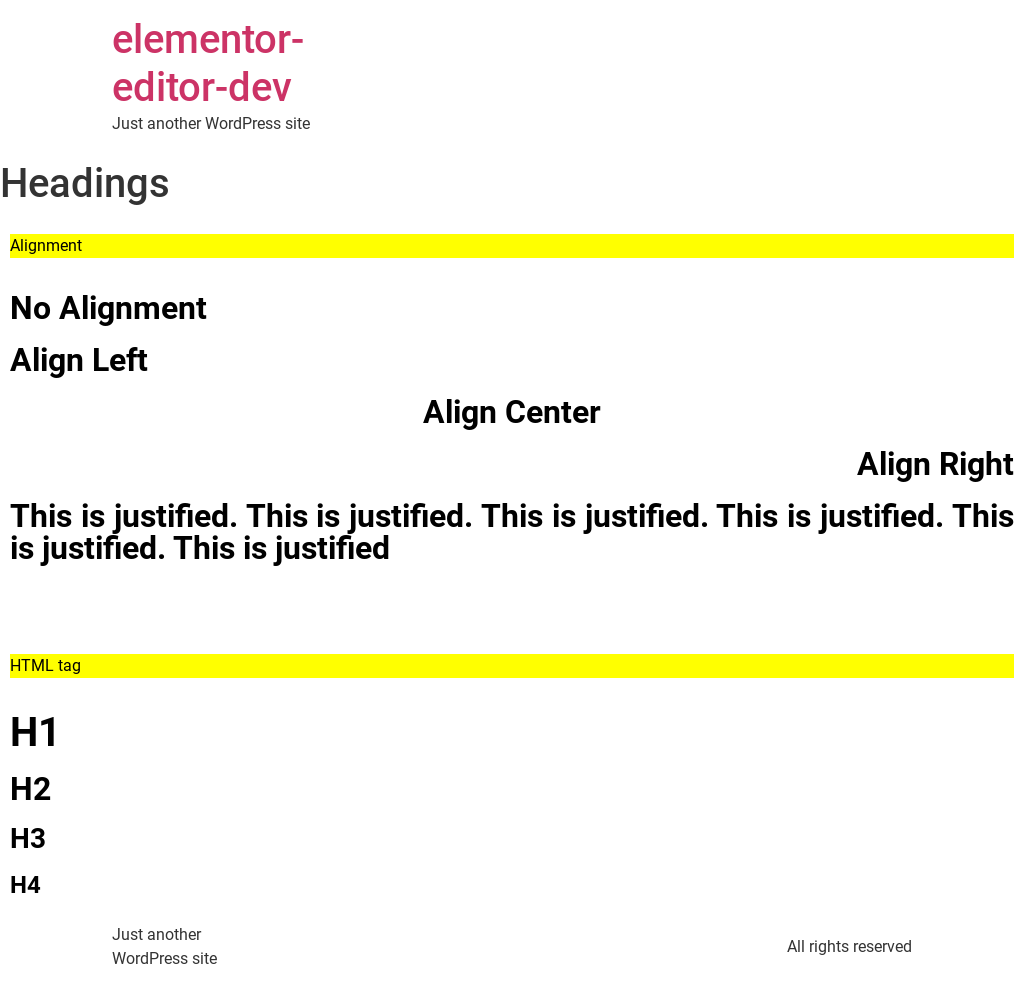 elementor-
editor-dev
Just another WordPress site
Headings
Alignment
No Alignment
Align Left
Align Center
Align Right
This is justified. This is justified. This is justified. This is justified. This
is justified. This is justified
HTML tag
H1
H2
H3
H4
Just another
WordPress site
All rights reserved